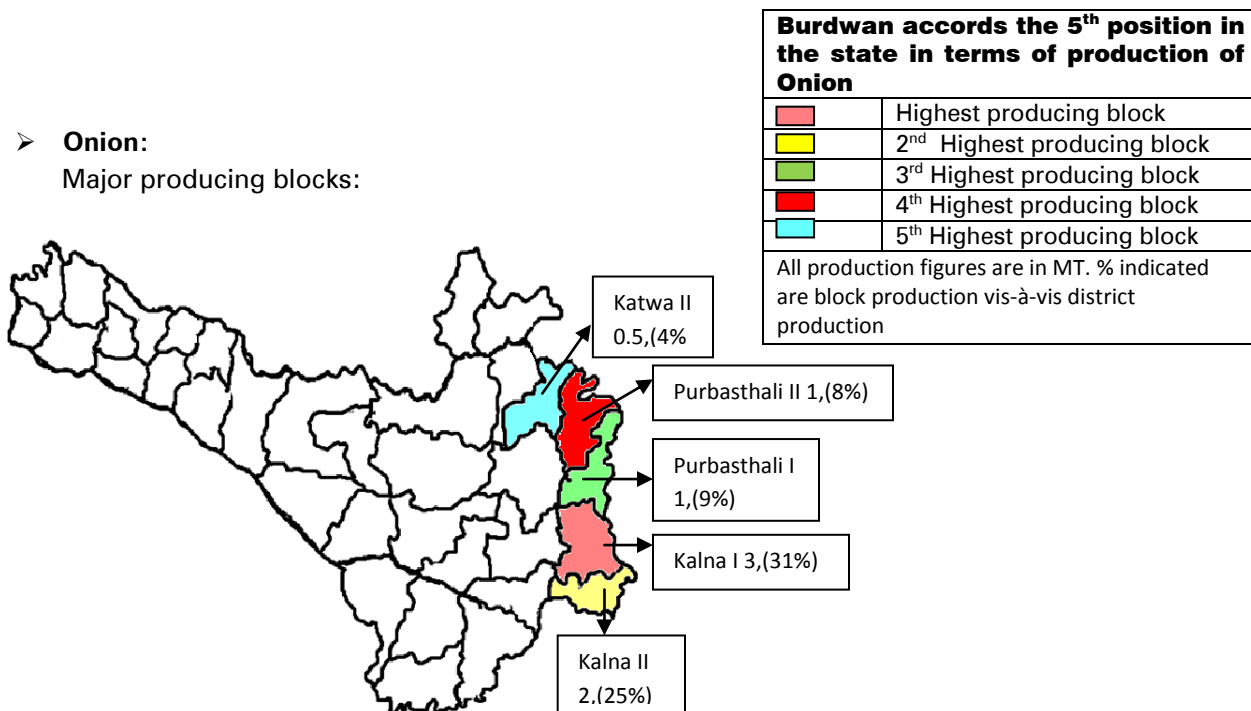 Burdwan accords the 5th position in
the state in terms of production of
Onion
Highest producing block
2nd Highest producing block
3rd Highest producing block
4th Highest producing block
5th Highest producing block
All production figures are in MT. % indicated
are block production vis-à-vis district
production
➢ Onion:
Major producing blocks:
Katwa II
0.5,(4%
Purbasthali II 1,(8%)
Purbasthali I
1,(9%)
Kalna I 3,(31%)
Kalna II
2,(25%)